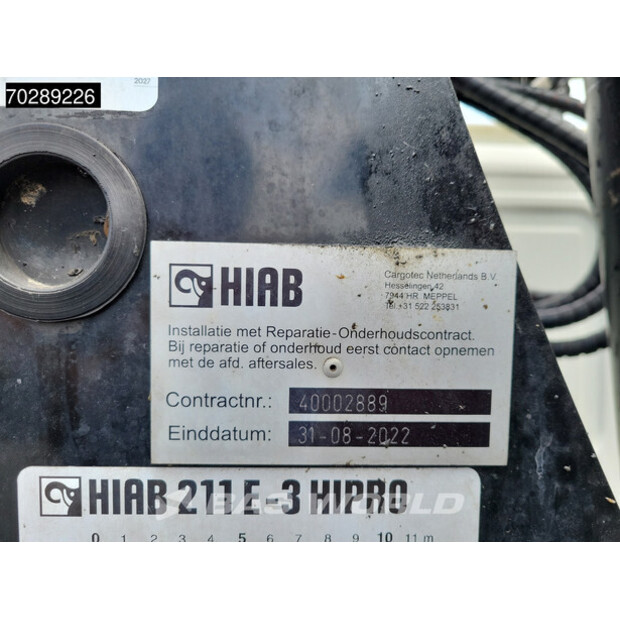 2027
70289226
HIAB
Cargotec Netherlands B.V.
Hesselingen 42
7944 HR MEPPEL
Tel +31 522 253831
Installatie met Reparatie-Onderhoudscontract.
Bij reparatie of onderhoud eerst contact opnemen
met de afd. aftersales.
Contractnr.: 40002889
Einddatum: 31-08-2022
HIAB 211 E-3 HIPRO
BAS WORLD
0 1 2 3 4 5 6 7 8 9 10 11 m